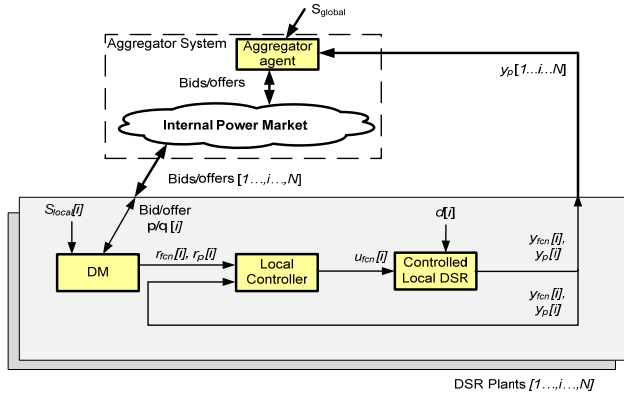 S_global
Aggregator System
Aggregator
agent
y_p[1...i...N]
Bids/offers
Internal Power Market
Bids/offers [1...,i...,N]
S_local[i]
Bid/offer
p/q [i]
d[i]
DM
r_fcn[i], r_p[i]
Local
Controller
u_fcn[i]
Controlled
Local DSR
y_fcn[i],
y_p[i]
y_fcn[i],
y_p[i]
DSR Plants [1...,i...,N]